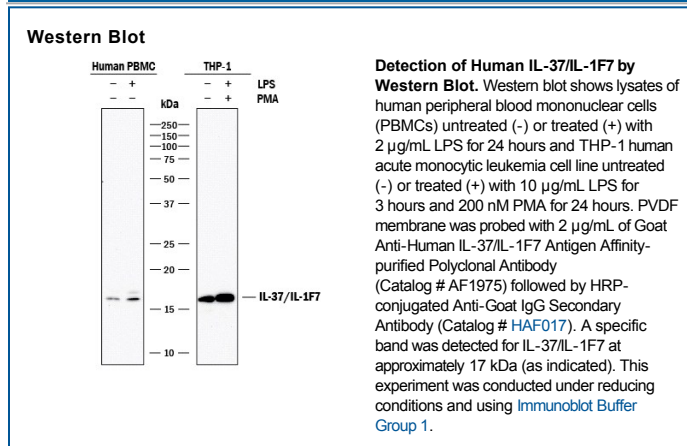 Western Blot
Human PBMC THP-1
– + – + LPS
– – – + PMA
kDa
250
150
100
75
50
37
25
20
IL-37/IL-1F7
15
10
Detection of Human IL-37/IL-1F7 by
Western Blot. Western blot shows lysates of
human peripheral blood mononuclear cells
(PBMCs) untreated (-) or treated (+) with
2 µg/mL LPS for 24 hours and THP-1 human
acute monocytic leukemia cell line untreated
(-) or treated (+) with 10 µg/mL LPS for
3 hours and 200 nM PMA for 24 hours. PVDF
membrane was probed with 2 µg/mL of Goat
Anti-Human IL-37/IL-1F7 Antigen Affinity-
purified Polyclonal Antibody
(Catalog # AF1975) followed by HRP-
conjugated Anti-Goat IgG Secondary
Antibody (Catalog # HAF017). A specific
band was detected for IL-37/IL-1F7 at
approximately 17 kDa (as indicated). This
experiment was conducted under reducing
conditions and using Immunoblot Buffer
Group 1.